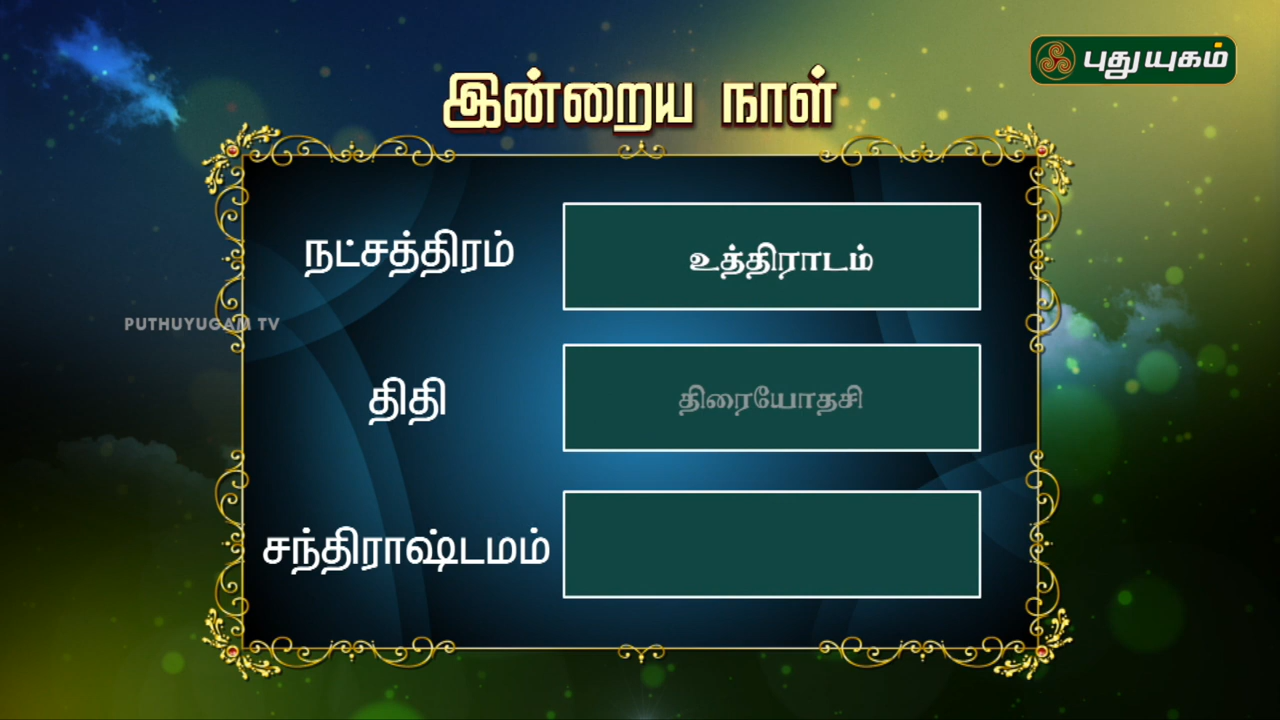 புதுயுகம்
இன்றைய நாள்
நட்சத்திரம்
உத்திராடம்
PUTHUYUGAM TV
திதி
திரையோதசி
சந்திராஷ்டமம்